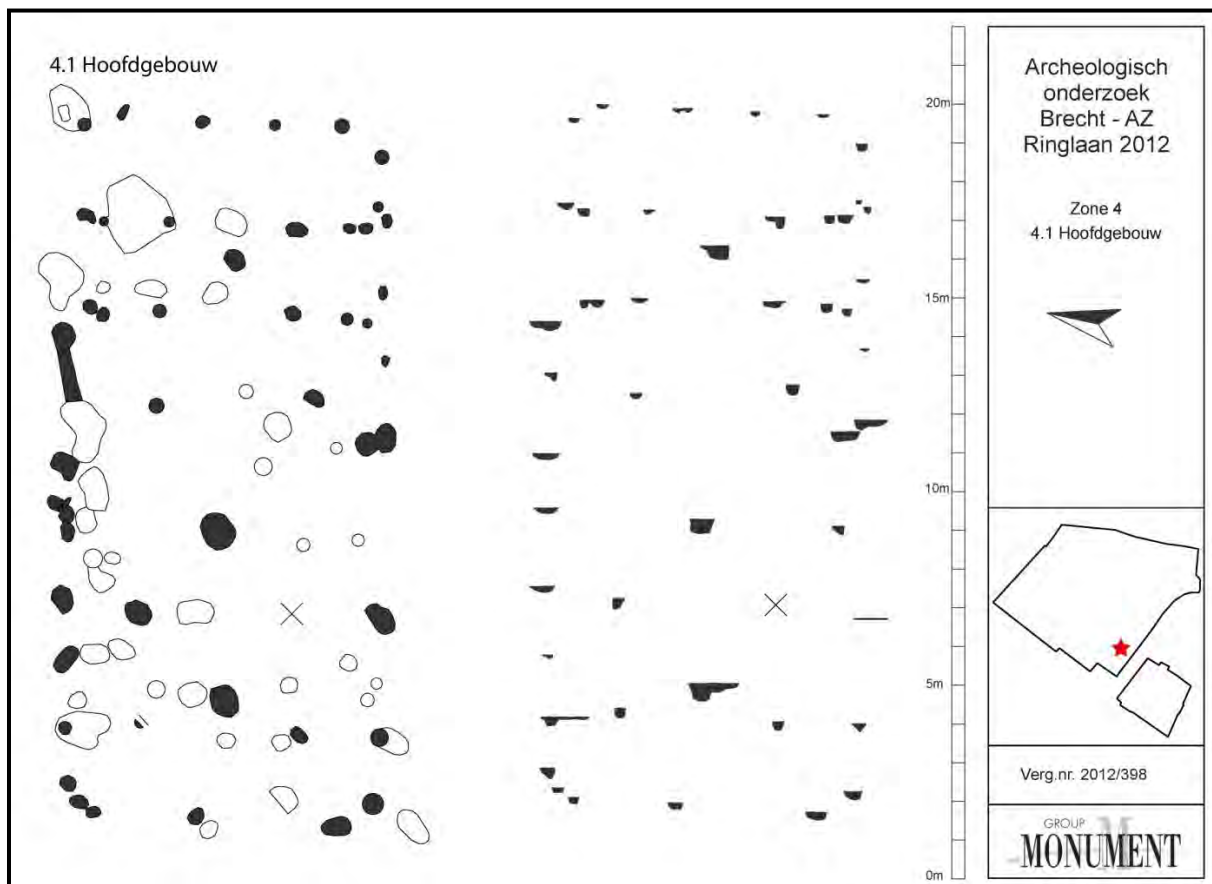 4.1 Hoofdgebouw
20m
15m
10m
5m
0m
Archeologisch
onderzoek
Brecht - AZ
Ringlaan 2012
Zone 4
4.1 Hoofdgebouw
Verg.nr. 2012/398
GROUP
MONUMENT